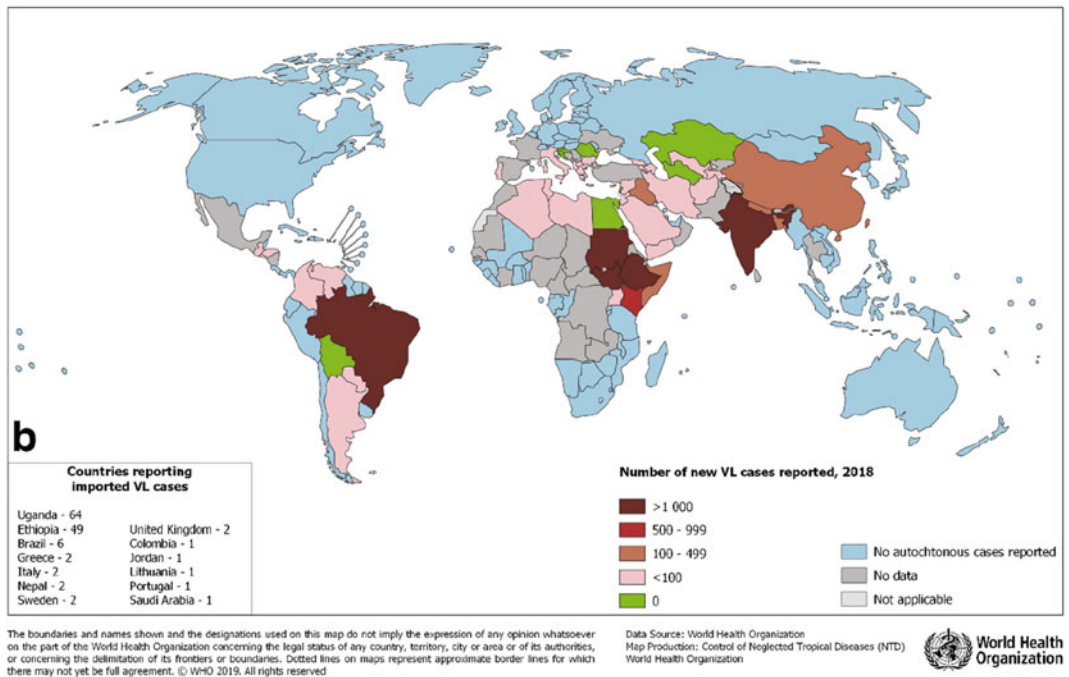 b
Countries reporting
imported VL cases
Uganda - 64
Ethiopia - 49
Brazil - 6
Greece - 2
Italy - 2
Nepal - 2
Sweden - 2
United Kingdom - 2
Colombia - 1
Jordan - 1
Lithuania - 1
Portugal - 1
Saudi Arabia - 1
Number of new VL cases reported, 2018
>1 000
500 - 999
100 - 499
<100
0
No autochtonous cases reported
No data
Not applicable
The boundaries and names shown and the designations used on this map do not imply the expression of any opinion whatsoever
on the part of the World Health Organization concerning the legal status of any country, territory, city or area or of its authorities,
or concerning the delimitation of its frontiers or boundaries. Dotted lines on maps represent approximate border lines for which
there may not yet be full agreement. © WHO 2019. All rights reserved
Data Source: World Health Organization
Map Production: Control of Neglected Tropical Diseases (NTD)
World Health Organization
World Health
Organization